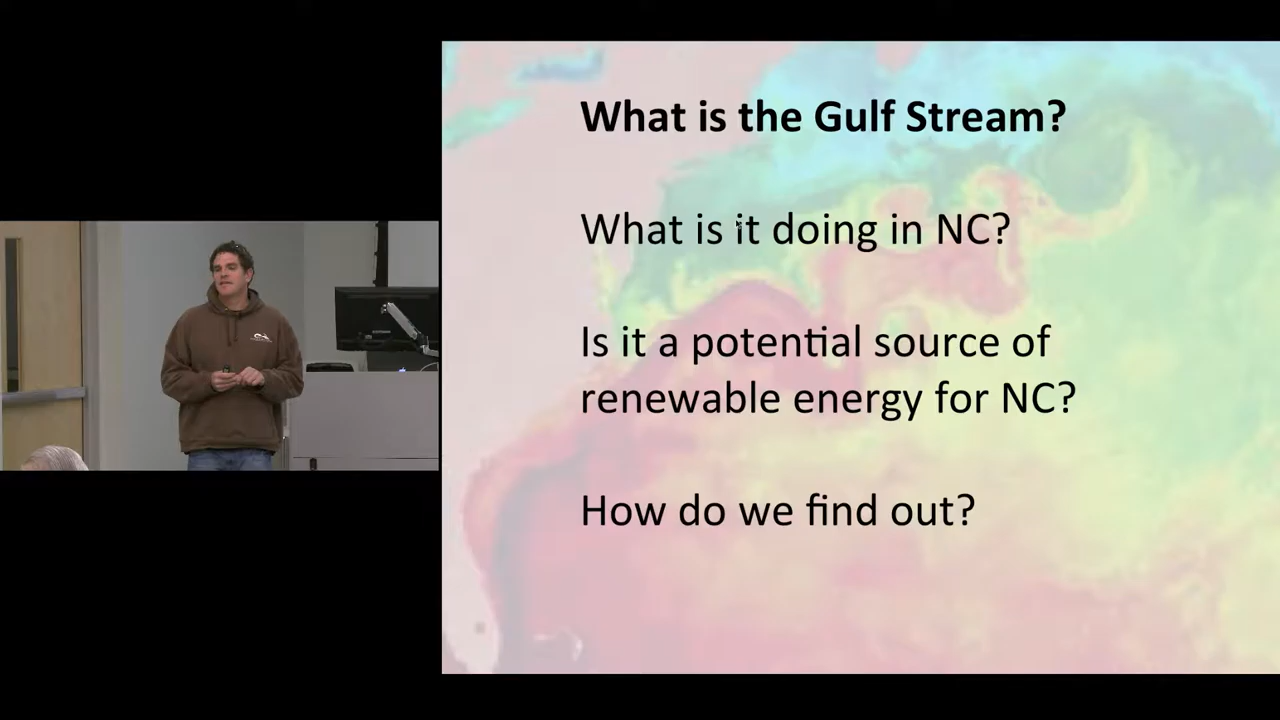 What is the Gulf Stream?
What is it doing in NC?
Is it a potential source of
renewable energy for NC?
How do we find out?